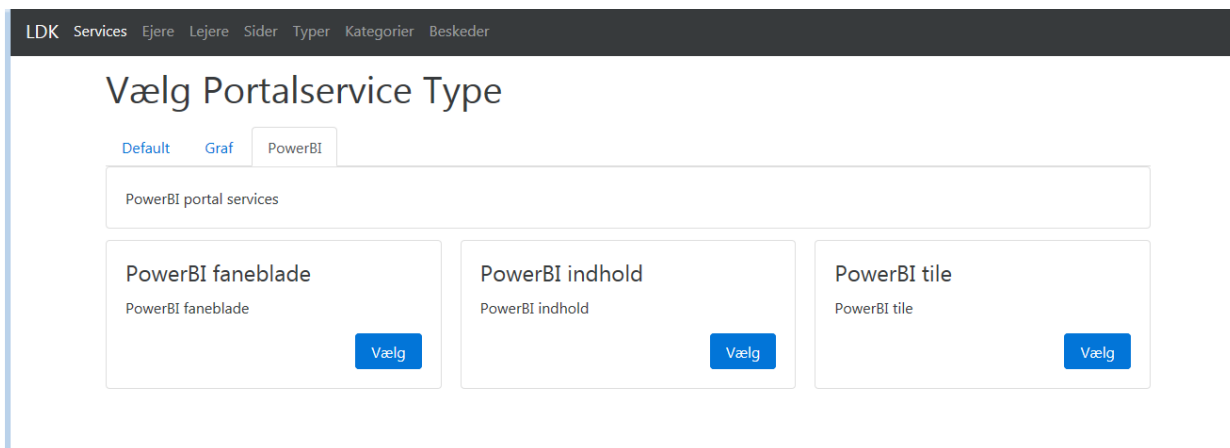 LDK Services Ejere Lejere Sider Typer Kategorier Beskeder
Vælg Portalservice Type
Default Graf PowerBI
PowerBI portal services
PowerBI faneblade
PowerBI faneblade
Vælg
PowerBI indhold
PowerBI indhold
Vælg
PowerBI tile
PowerBI tile
Vælg